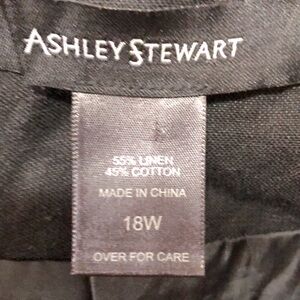 ASHLEY STEWART
55% LINEN
45% COTTON
MADE IN CHINA
18W
OVER FOR CARE